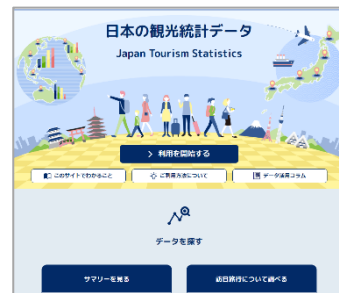 日本の観光統計データ
Japan Tourism Statistics
利用を開始する
このサイトでわかること
ご利用方法について
データ活用コラム
データを探す
サマリーを見る
訪日旅行について調べる